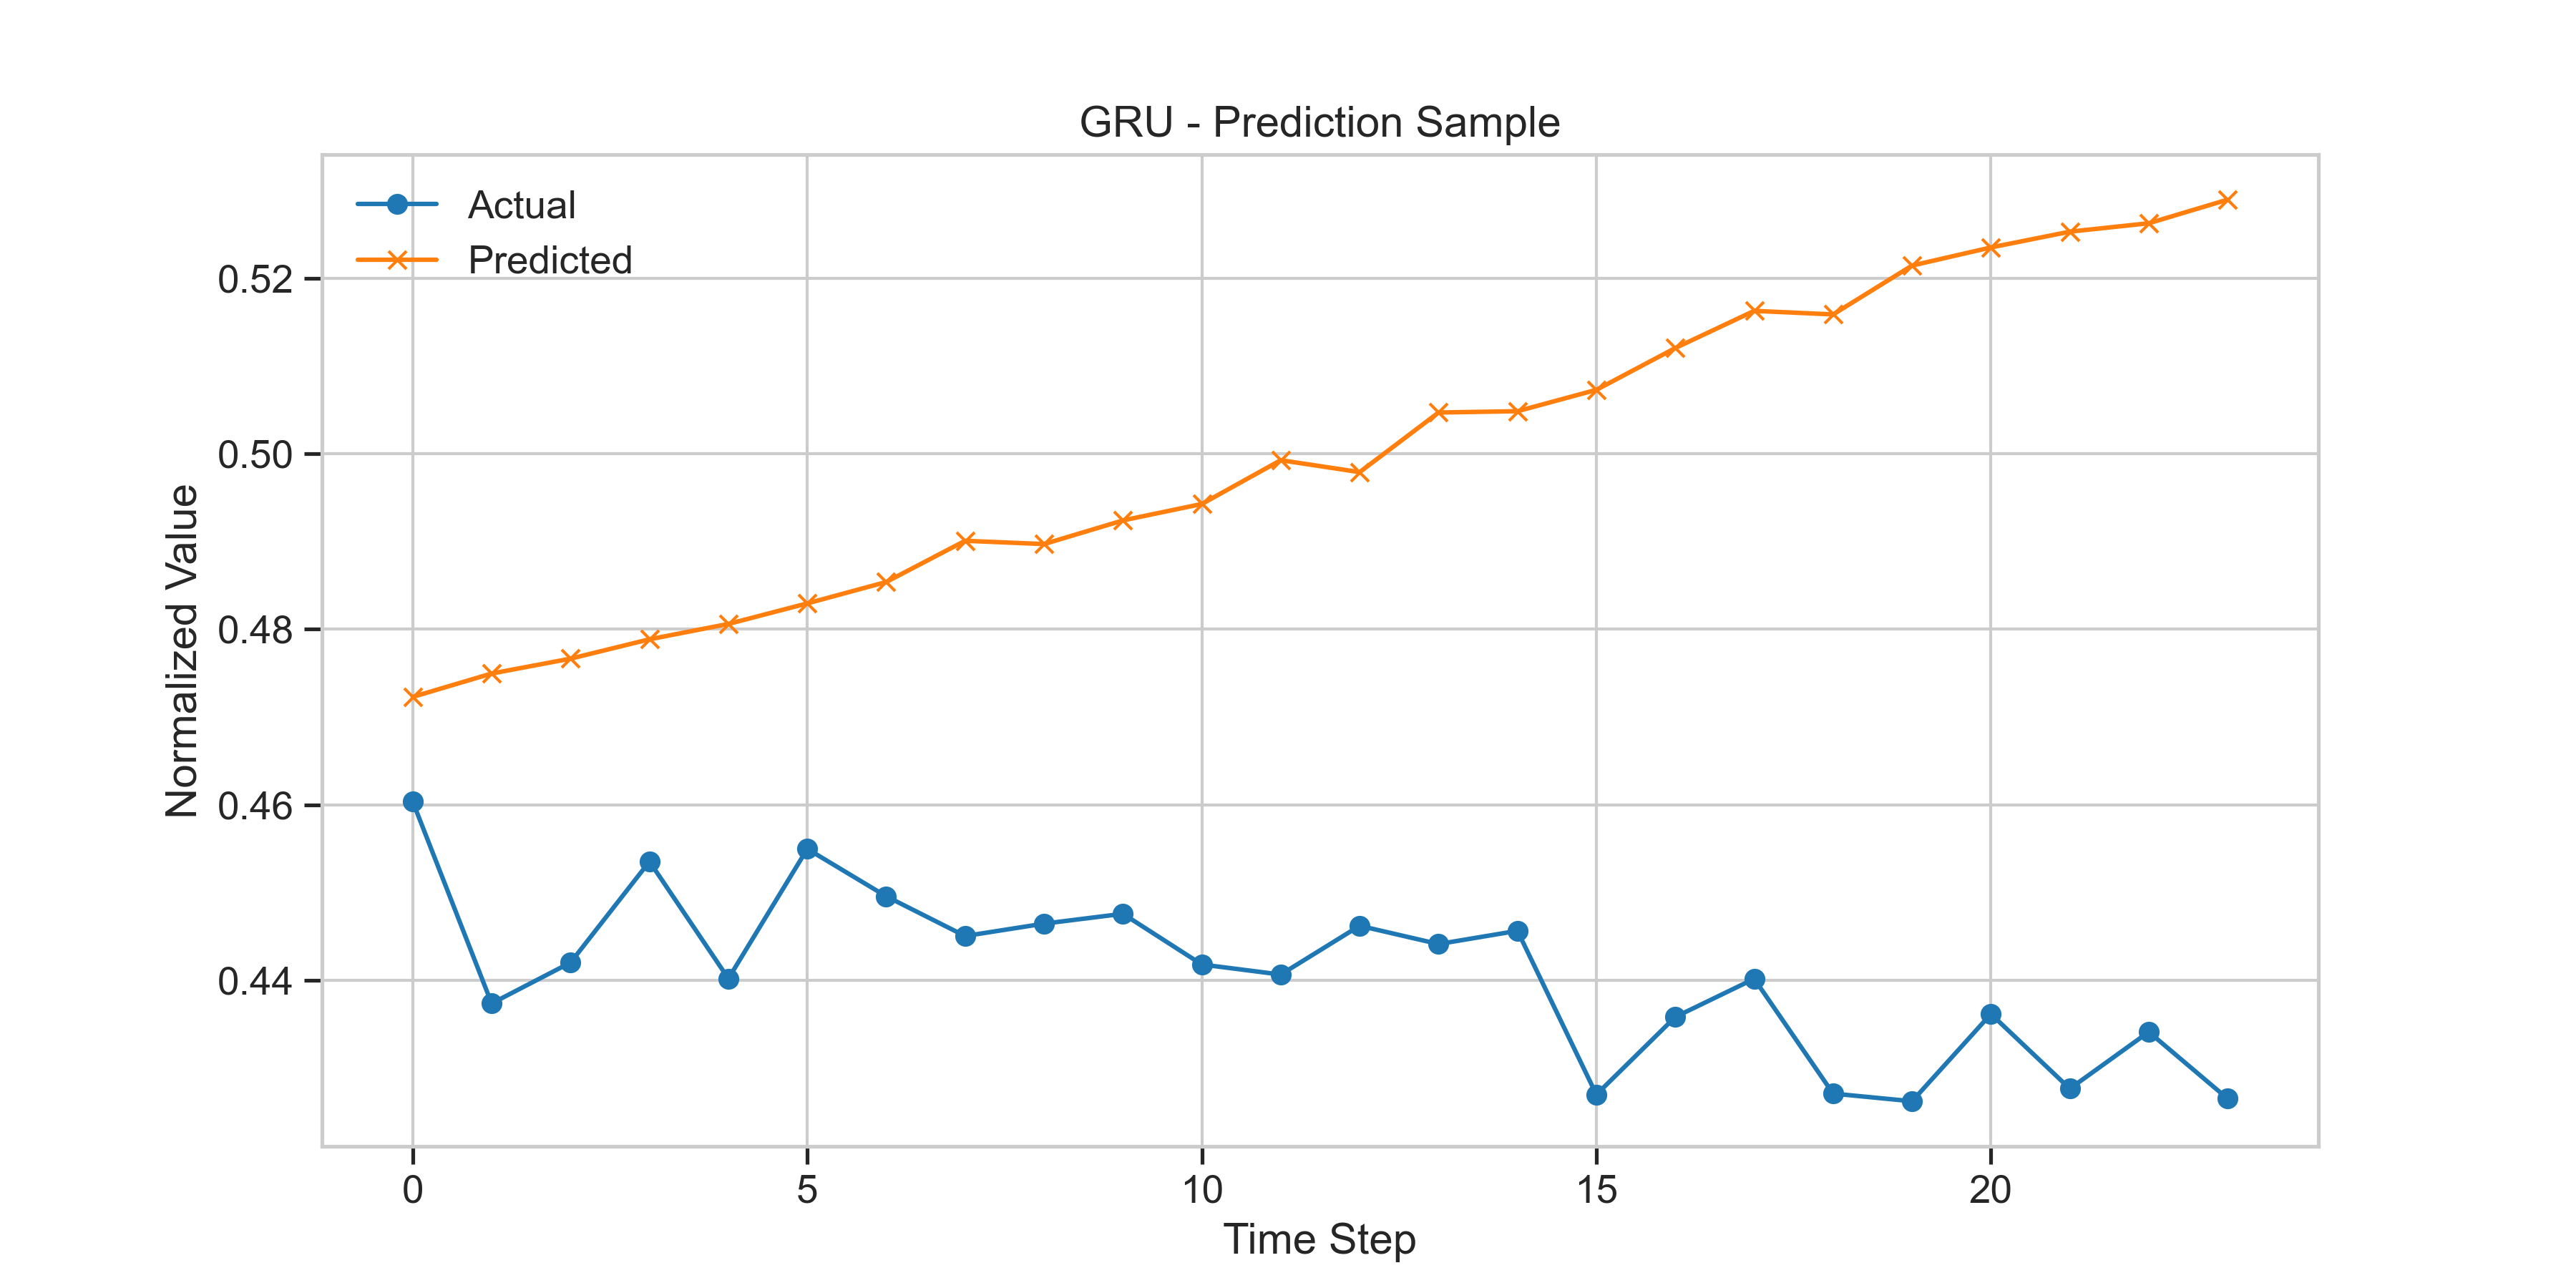 GRU - Prediction Sample
Actual
Predicted
0.52
0.50
0.48
0.46
0.44
Normalized Value
0 5 10 15 20
Time Step